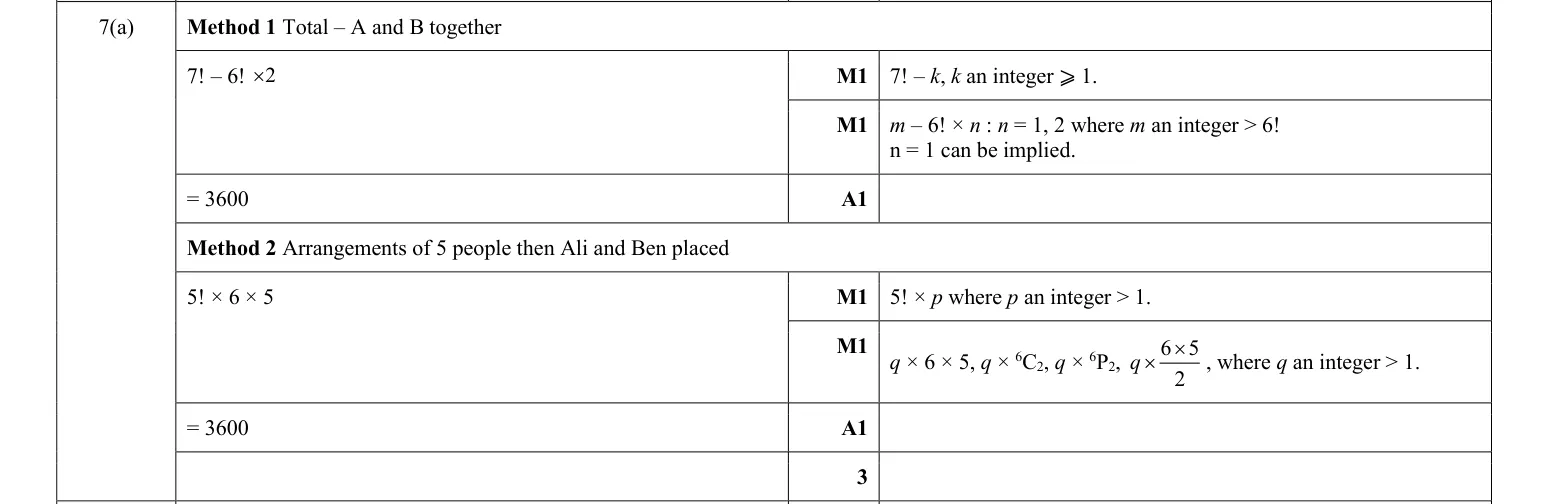 7(a) Method 1 Total – A and B together
7! – 6! ×2 M1 7! – k, k an integer ⩾ 1.
M1 m – 6! × n : n = 1, 2 where m an integer > 6!
n = 1 can be implied.
= 3600 A1
Method 2 Arrangements of 5 people then Ali and Ben placed
5! × 6 × 5 M1 5! × p where p an integer > 1.
M1 q × 6 × 5, q × ⁶C₂, q × ⁶P₂, q × (6×5)/2 , where q an integer > 1.
= 3600 A1
3